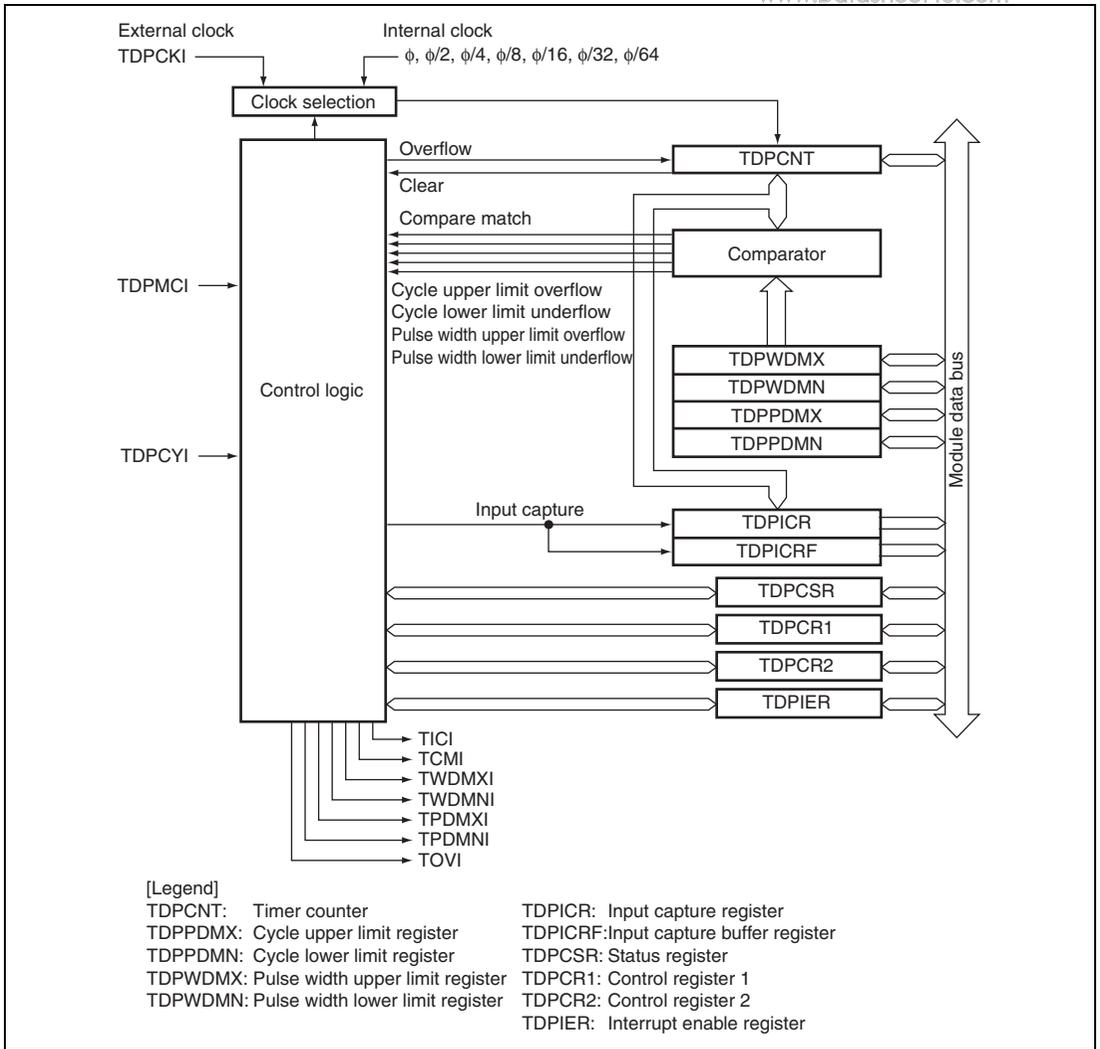 External clock
Internal clock
TDPCKI
ϕ, ϕ/2, ϕ/4, ϕ/8, ϕ/16, ϕ/32, ϕ/64
Clock selection
Overflow
TDPCNT
Clear
Compare match
Comparator
TDPMCI
Cycle upper limit overflow
Cycle lower limit underflow
Pulse width upper limit overflow
Pulse width lower limit underflow
TDPWDMX
TDPWDMN
TDPPDMX
TDPPDMN
Control logic
Module data bus
TDPCYI
Input capture
TDPICR
TDPICRF
TDPCSR
TDPCR1
TDPCR2
TDPIER
TICI
TCMI
TWDMXI
TWDMNI
TPDMXI
TPDMNI
TOVI
[Legend]
TDPCNT: Timer counter
TDPPDMX: Cycle upper limit register
TDPPDMN: Cycle lower limit register
TDPWDMX: Pulse width upper limit register
TDPWDMN: Pulse width lower limit register
TDPICR: Input capture register
TDPICRF:Input capture buffer register
TDPCSR: Status register
TDPCR1: Control register 1
TDPCR2: Control register 2
TDPIER: Interrupt enable register